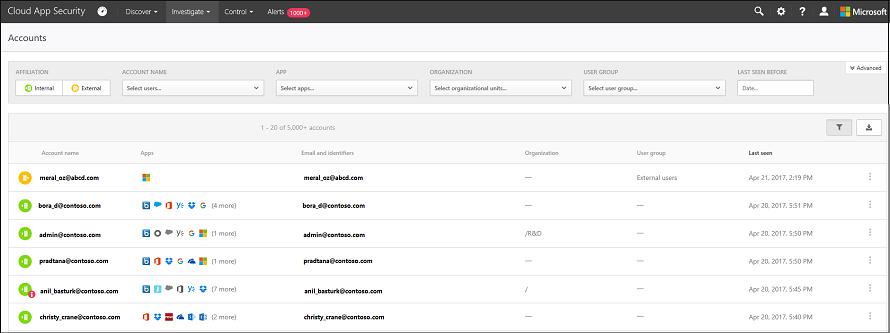 Cloud App Security Discover Investigate Control Alerts 1000+ ? Microsoft
Accounts
Advanced
AFFILIATION ACCOUNT NAME APP ORGANIZATION USER GROUP LAST SEEN BEFORE
Internal External Select users... Select apps... Select organizational units... Select user group... Date...
1 - 20 of 5,000+ accounts
Account name Apps Email and identifiers Organization User group Last seen
meral_oz@abcd.com meral_oz@abcd.com — External users Apr 21, 2017, 2:19 PM
bora_d@contoso.com (4 more) bora_d@contoso.com — — Apr 20, 2017, 5:51 PM
admin@contoso.com (1 more) admin@contoso.com /R&D — Apr 20, 2017, 5:50 PM
pradtana@contoso.com (1 more) pradtana@contoso.com — — Apr 20, 2017, 5:50 PM
anil_basturk@contoso.com (7 more) anil_basturk@contoso.com / — Apr 20, 2017, 5:45 PM
christy_crane@contoso.com (2 more) christy_crane@contoso.com — — Apr 20, 2017, 5:40 PM